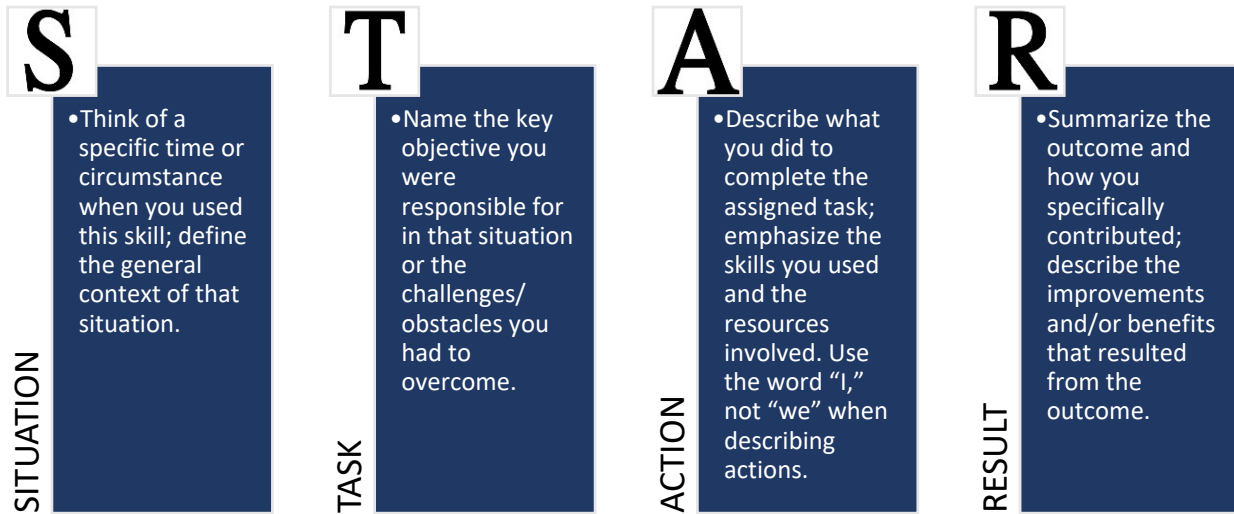 S
SITUATION
•Think of a
specific time or
circumstance
when you used
this skill; define
the general
context of that
situation.
T
TASK
•Name the key
objective you
were
responsible for
in that situation
or the
challenges/
obstacles you
had to
overcome.
A
ACTION
•Describe what
you did to
complete the
assigned task;
emphasize the
skills you used
and the
resources
involved. Use
the word “I,”
not “we” when
describing
actions.
R
RESULT
•Summarize the
outcome and
how you
specifically
contributed;
describe the
improvements
and/or benefits
that resulted
from the
outcome.